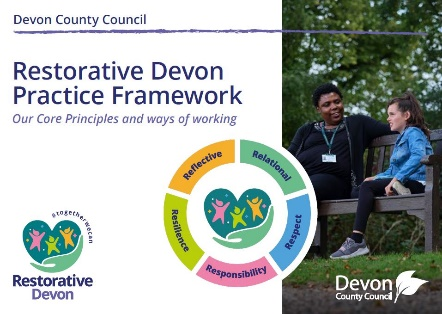 Devon County Council
Restorative Devon
Practice Framework
Our Core Principles and ways of working
Reflective
Relational
Respect
Responsibility
Resilience
#togetherwecan
Restorative
Devon
Devon
County Council